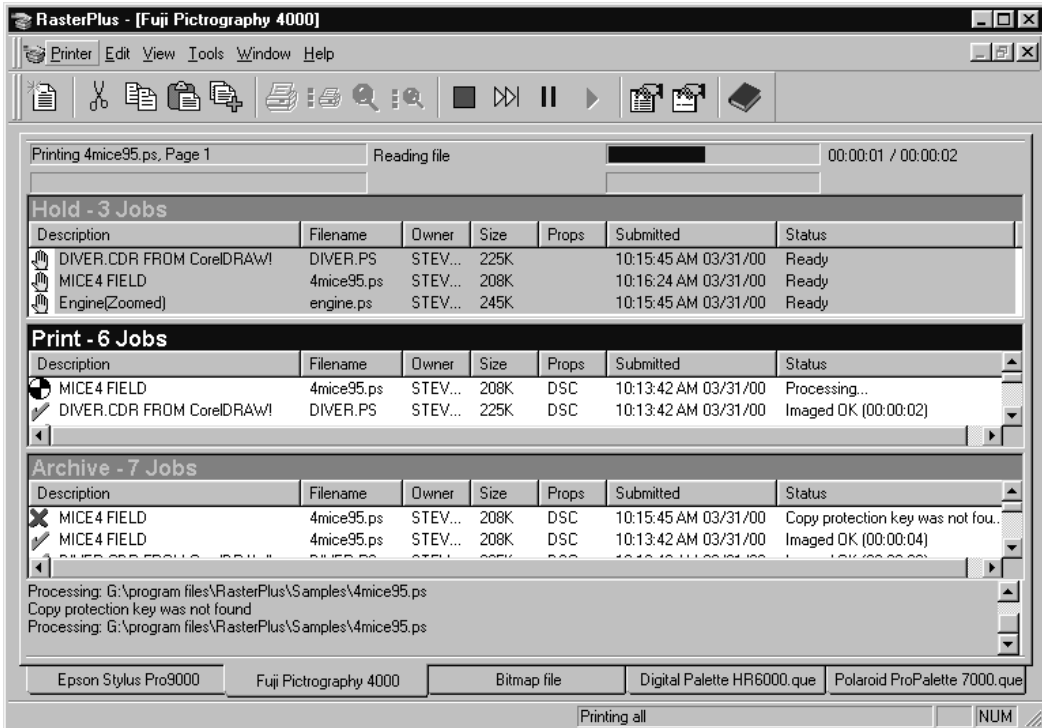 RasterPlus - [Fuji Pictrography 4000]
Printer Edit View Tools Window Help
Printing 4mice95.ps, Page 1 Reading file 00:00:01 / 00:00:02
Hold - 3 Jobs
Description Filename Owner Size Props Submitted Status
DIVER.CDR FROM CorelDRAW! DIVER.PS STEV... 225K 10:15:45 AM 03/31/00 Ready
MICE4 FIELD 4mice95.ps STEV... 208K 10:16:24 AM 03/31/00 Ready
Engine(Zoomed) engine.ps STEV... 245K 10:15:45 AM 03/31/00 Ready
Print - 6 Jobs
Description Filename Owner Size Props Submitted Status
MICE4 FIELD 4mice95.ps STEV... 208K DSC 10:13:42 AM 03/31/00 Processing...
DIVER.CDR FROM CorelDRAW! DIVER.PS STEV... 225K DSC 10:13:42 AM 03/31/00 Imaged OK (00:00:02)
Archive - 7 Jobs
Description Filename Owner Size Props Submitted Status
MICE4 FIELD 4mice95.ps STEV... 208K DSC 10:15:45 AM 03/31/00 Copy protection key was not fou...
MICE4 FIELD 4mice95.ps STEV... 208K DSC 10:13:42 AM 03/31/00 Imaged OK (00:00:04)
Processing: G:\program files\RasterPlus\Samples\4mice95.ps
Copy protection key was not found
Processing: G:\program files\RasterPlus\Samples\4mice95.ps
Epson Stylus Pro9000 Fuji Pictrography 4000 Bitmap file Digital Palette HR6000.que Polaroid ProPalette 7000.que
Printing all NUM